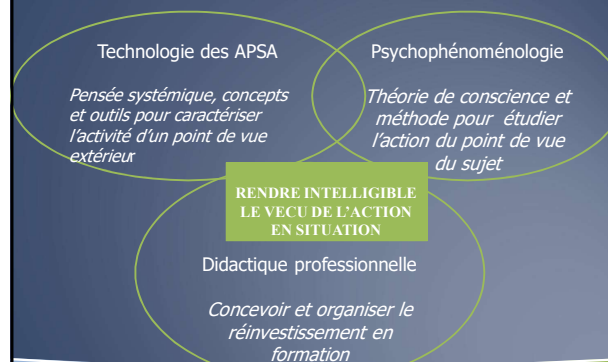 Technologie des APSA
Pensée systémique, concepts
et outils pour caractériser
l'activité d'un point de vue
extérieur
Psychophénoménologie
Théorie de conscience et
méthode pour étudier
l'action du point de vue
du sujet
RENDRE INTELLIGIBLE
LE VECU DE L'ACTION
EN SITUATION
Didactique professionnelle
Concevoir et organiser le
réinvestissement en
formation